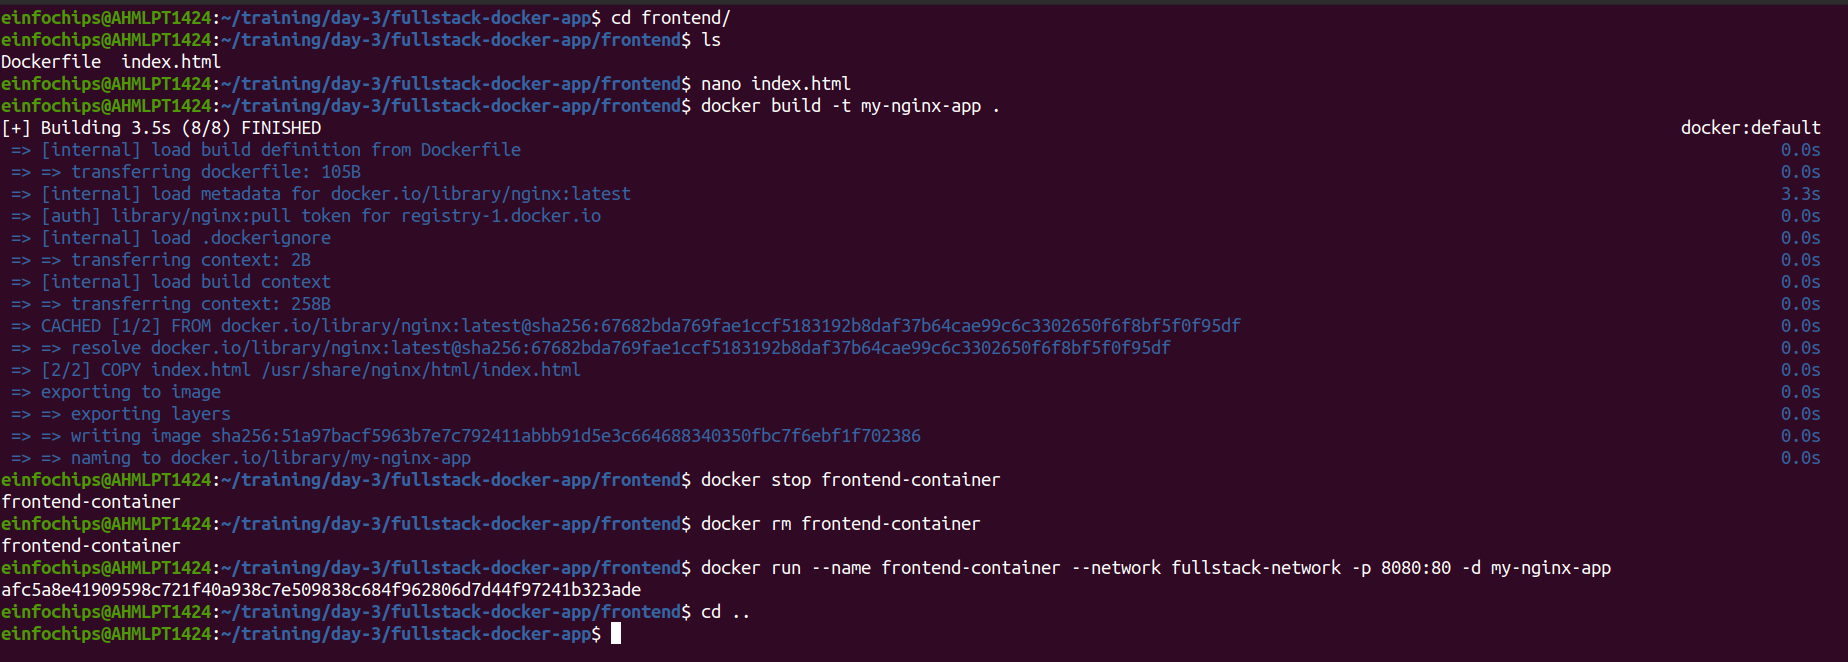 einfochips@AHMLPT1424:~/training/day-3/fullstack-docker-app$ cd frontend/
einfochips@AHMLPT1424:~/training/day-3/fullstack-docker-app/frontend$ ls
Dockerfile  index.html
einfochips@AHMLPT1424:~/training/day-3/fullstack-docker-app/frontend$ nano index.html
einfochips@AHMLPT1424:~/training/day-3/fullstack-docker-app/frontend$ docker build -t my-nginx-app .
[+] Building 3.5s (8/8) FINISHED docker:default
=> [internal] load build definition from Dockerfile 0.0s
=> => transferring dockerfile: 105B 0.0s
=> [internal] load metadata for docker.io/library/nginx:latest 3.3s
=> [auth] library/nginx:pull token for registry-1.docker.io 0.0s
=> [internal] load .dockerignore 0.0s
=> => transferring context: 2B 0.0s
=> [internal] load build context 0.0s
=> => transferring context: 258B 0.0s
=> CACHED [1/2] FROM docker.io/library/nginx:latest@sha256:67682bda769fae1ccf5183192b8daf37b64cae99c6c3302650f6f8bf5f0f95df 0.0s
=> => resolve docker.io/library/nginx:latest@sha256:67682bda769fae1ccf5183192b8daf37b64cae99c6c3302650f6f8bf5f0f95df 0.0s
=> [2/2] COPY index.html /usr/share/nginx/html/index.html 0.0s
=> exporting to image 0.0s
=> => exporting layers 0.0s
=> => writing image sha256:51a97bacf5963b7e7c792411abbb91d5e3c664688340350fbc7f6ebf1f702386 0.0s
=> => naming to docker.io/library/my-nginx-app 0.0s
einfochips@AHMLPT1424:~/training/day-3/fullstack-docker-app/frontend$ docker stop frontend-container
frontend-container
einfochips@AHMLPT1424:~/training/day-3/fullstack-docker-app/frontend$ docker rm frontend-container
frontend-container
einfochips@AHMLPT1424:~/training/day-3/fullstack-docker-app/frontend$ docker run --name frontend-container --network fullstack-network -p 8080:80 -d my-nginx-app
afc5a8e41909598c721f40a938c7e509838c684f962806d7d44f97241b323ade
einfochips@AHMLPT1424:~/training/day-3/fullstack-docker-app/frontend$ cd ..
einfochips@AHMLPT1424:~/training/day-3/fullstack-docker-app$